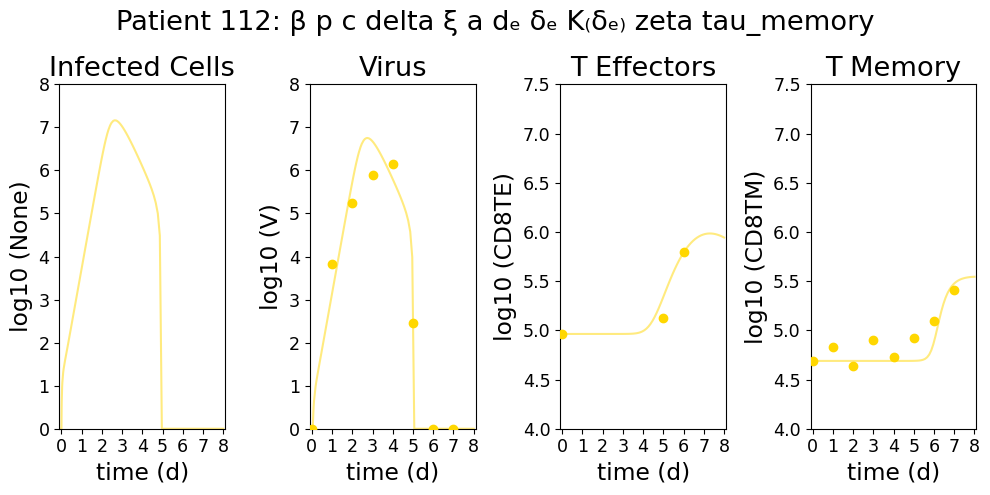 Patient 112: β p c delta ξ a dₑ δₑ K₍δₑ₎ zeta tau_memory
Infected Cells
log10 (None)
8
7
6
5
4
3
2
1
0
0 1 2 3 4 5 6 7 8
time (d)
Virus
log10 (V)
8
7
6
5
4
3
2
1
0
0 1 2 3 4 5 6 7 8
time (d)
T Effectors
log10 (CD8TE)
7.5
7.0
6.5
6.0
5.5
5.0
4.5
4.0
0 1 2 3 4 5 6 7 8
time (d)
T Memory
log10 (CD8TM)
7.5
7.0
6.5
6.0
5.5
5.0
4.5
4.0
0 1 2 3 4 5 6 7 8
time (d)